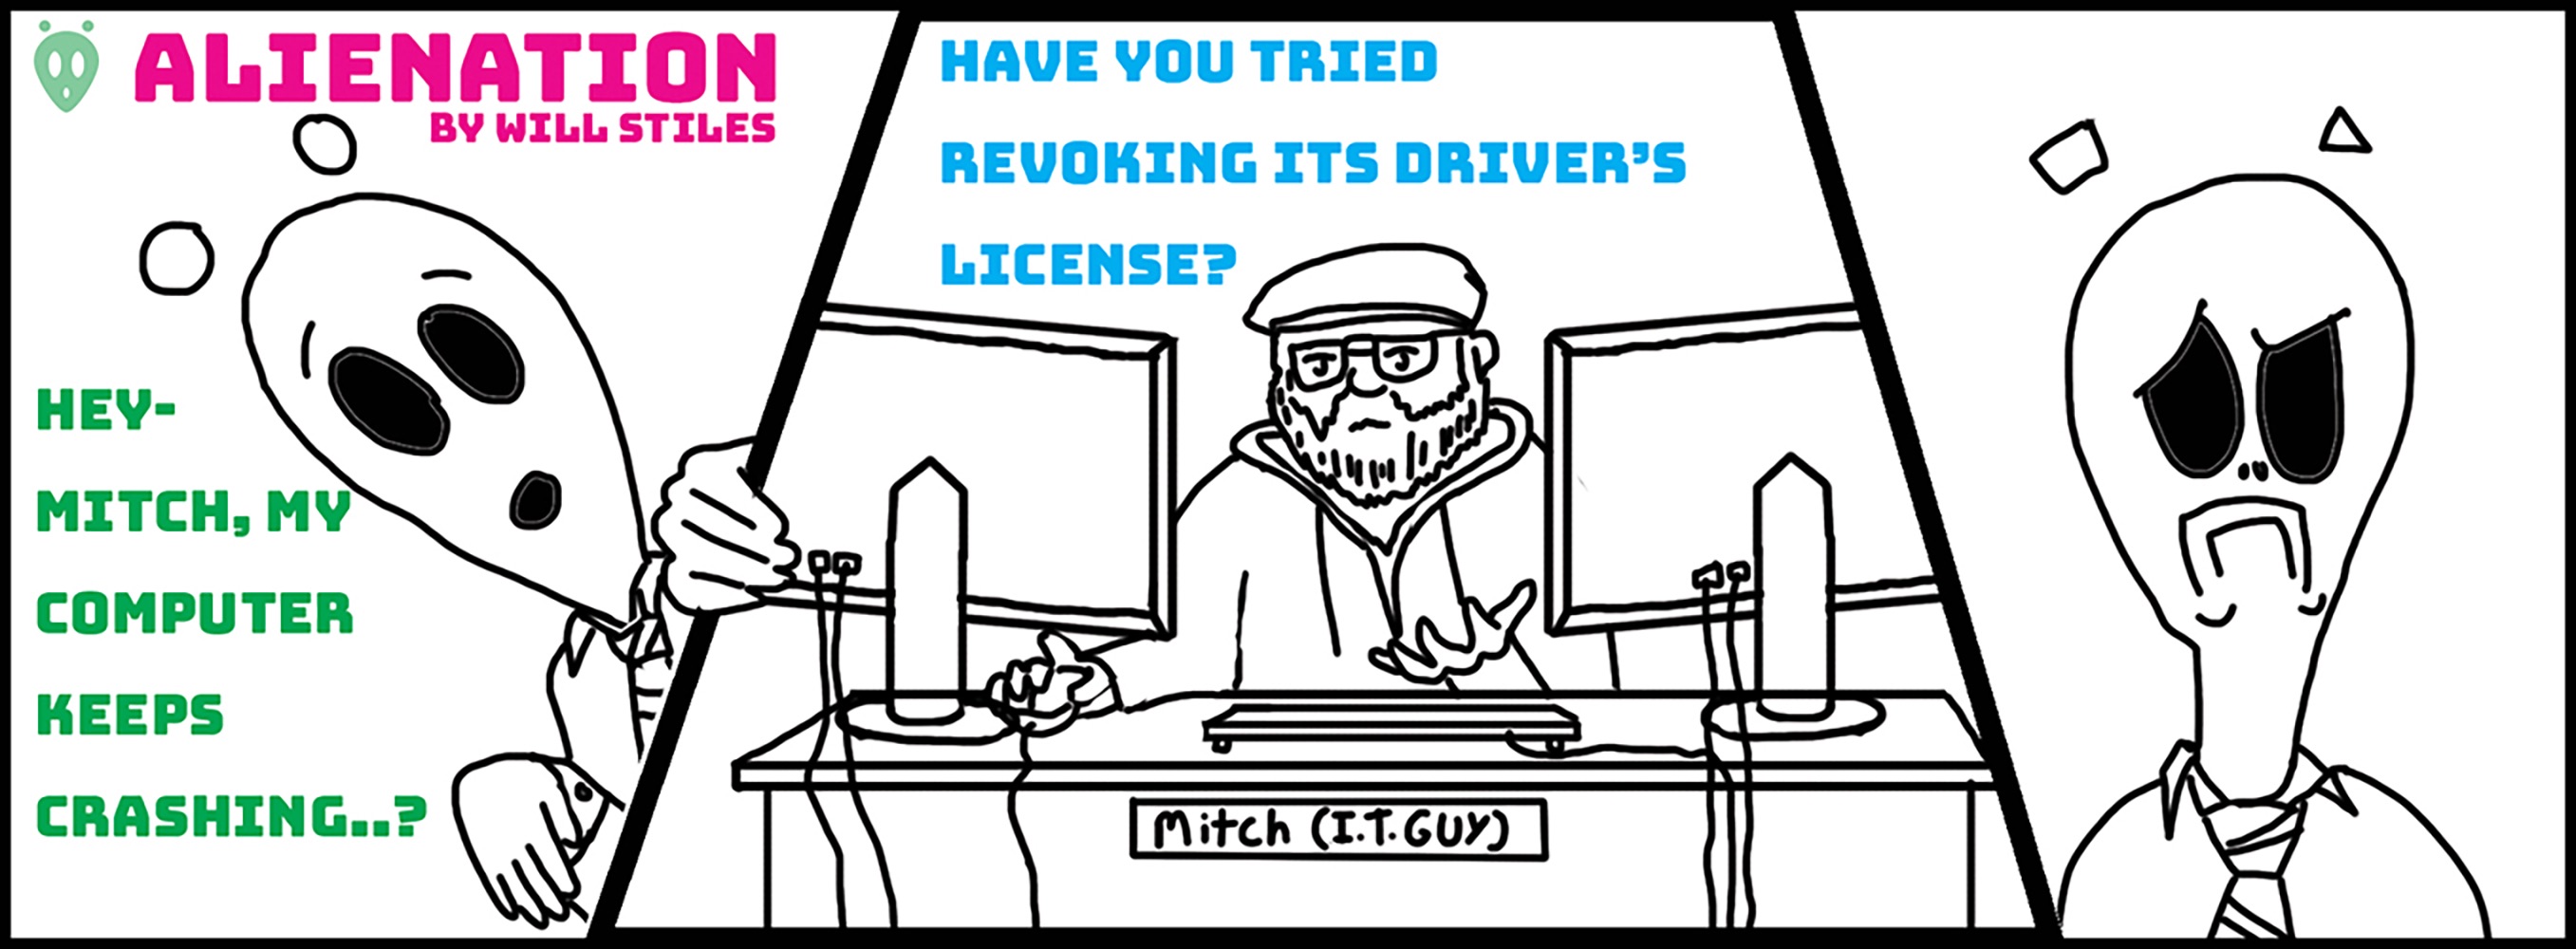 ALIENATION
BY WILL STILES
HEY-
MITCH, MY
COMPUTER
KEEPS
CRASHING..?
HAVE YOU TRIED
REVOKING ITS DRIVER'S
LICENSE?
Mitch (I.T. GUY)